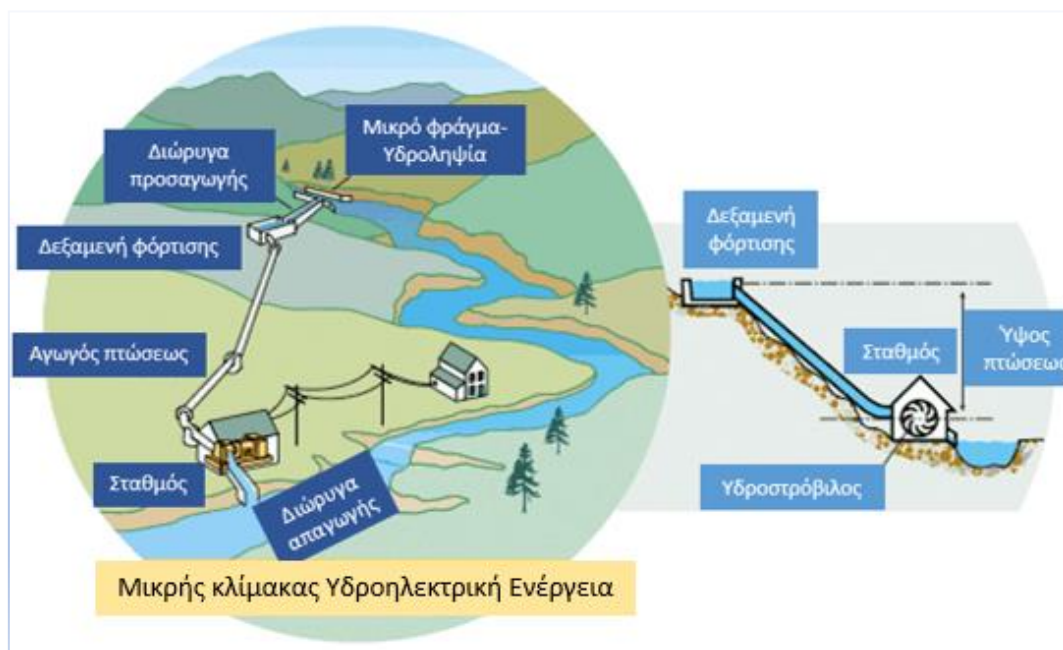 Μικρό φράγμα-
Υδροληψία
Διώρυγα
προσαγωγής
Δεξαμενή φόρτισης
Αγωγός πτώσεως
Σταθμός
Διώρυγα
απαγωγής
Μικρής κλίμακας Υδροηλεκτρική Ενέργεια
Δεξαμενή
φόρτισης
Σταθμός
Ύψος
πτώσεως
Υδροστρόβιλος